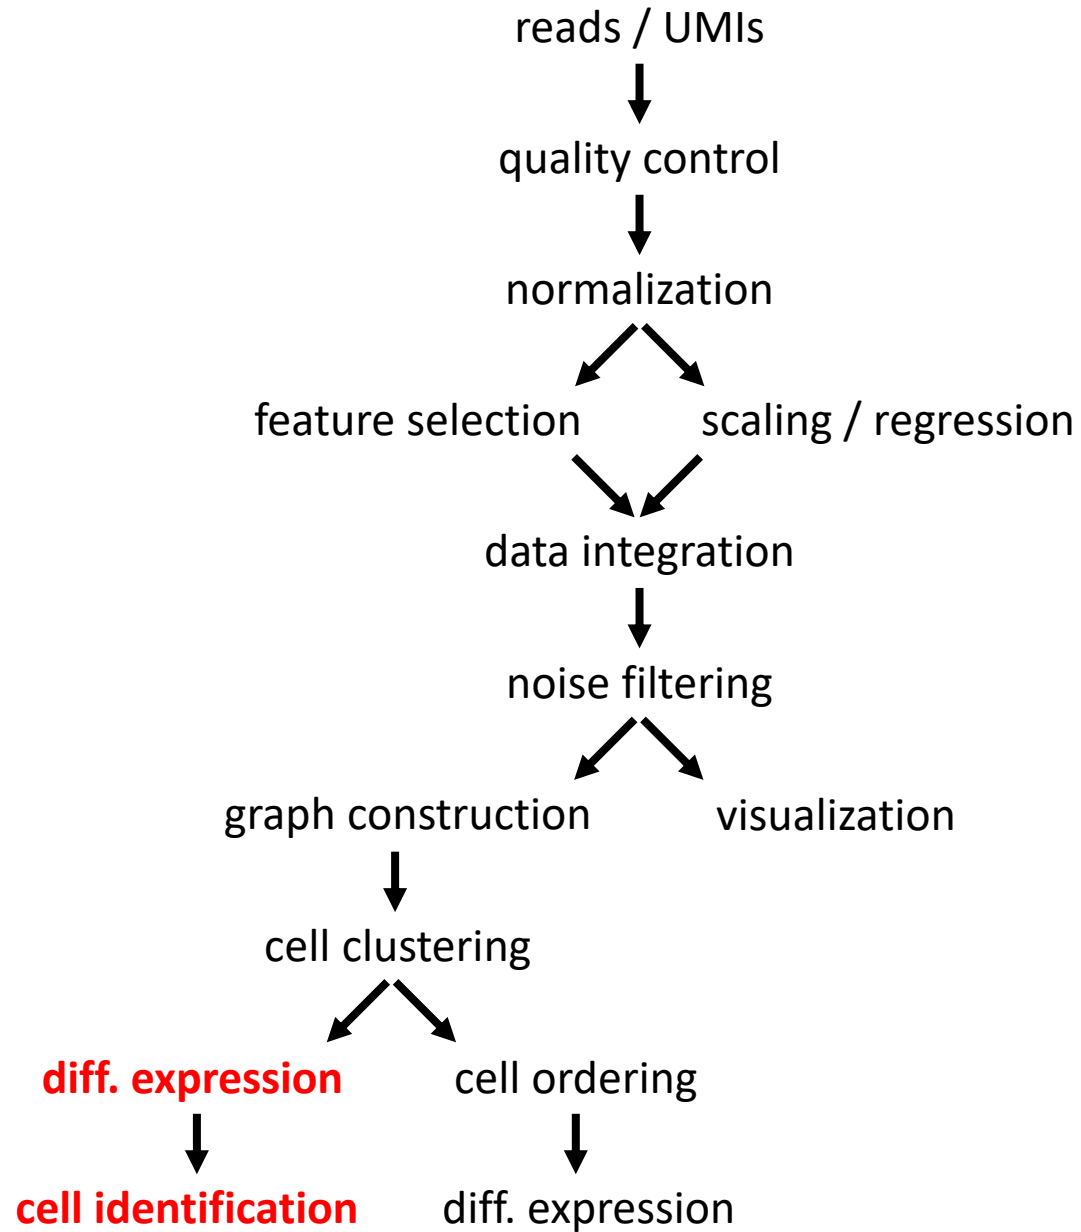 reads / UMIs
quality control
normalization
feature selection
scaling / regression
data integration
noise filtering
graph construction
visualization
cell clustering
diff. expression
cell ordering
cell identification
diff. expression